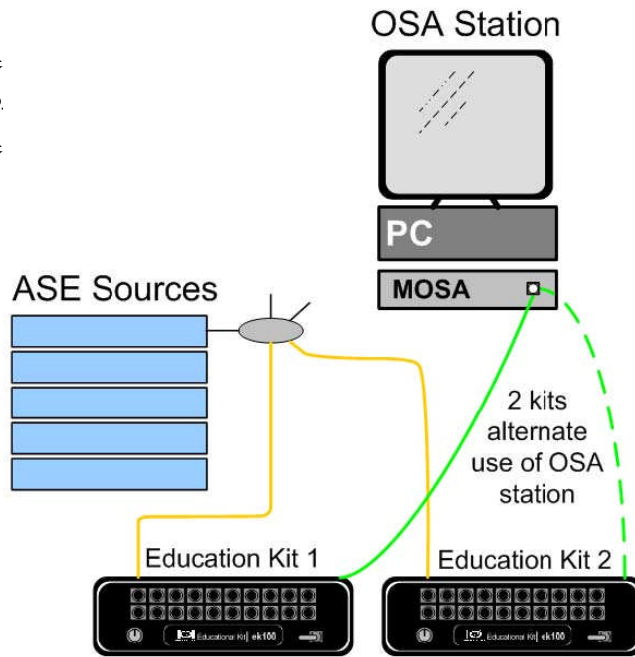 OSA Station
PC
MOSA
ASE Sources
2 kits
alternate
use of OSA
station
Education Kit 1
Education Kit 2
Educational Kit ek100
Educational Kit ek100